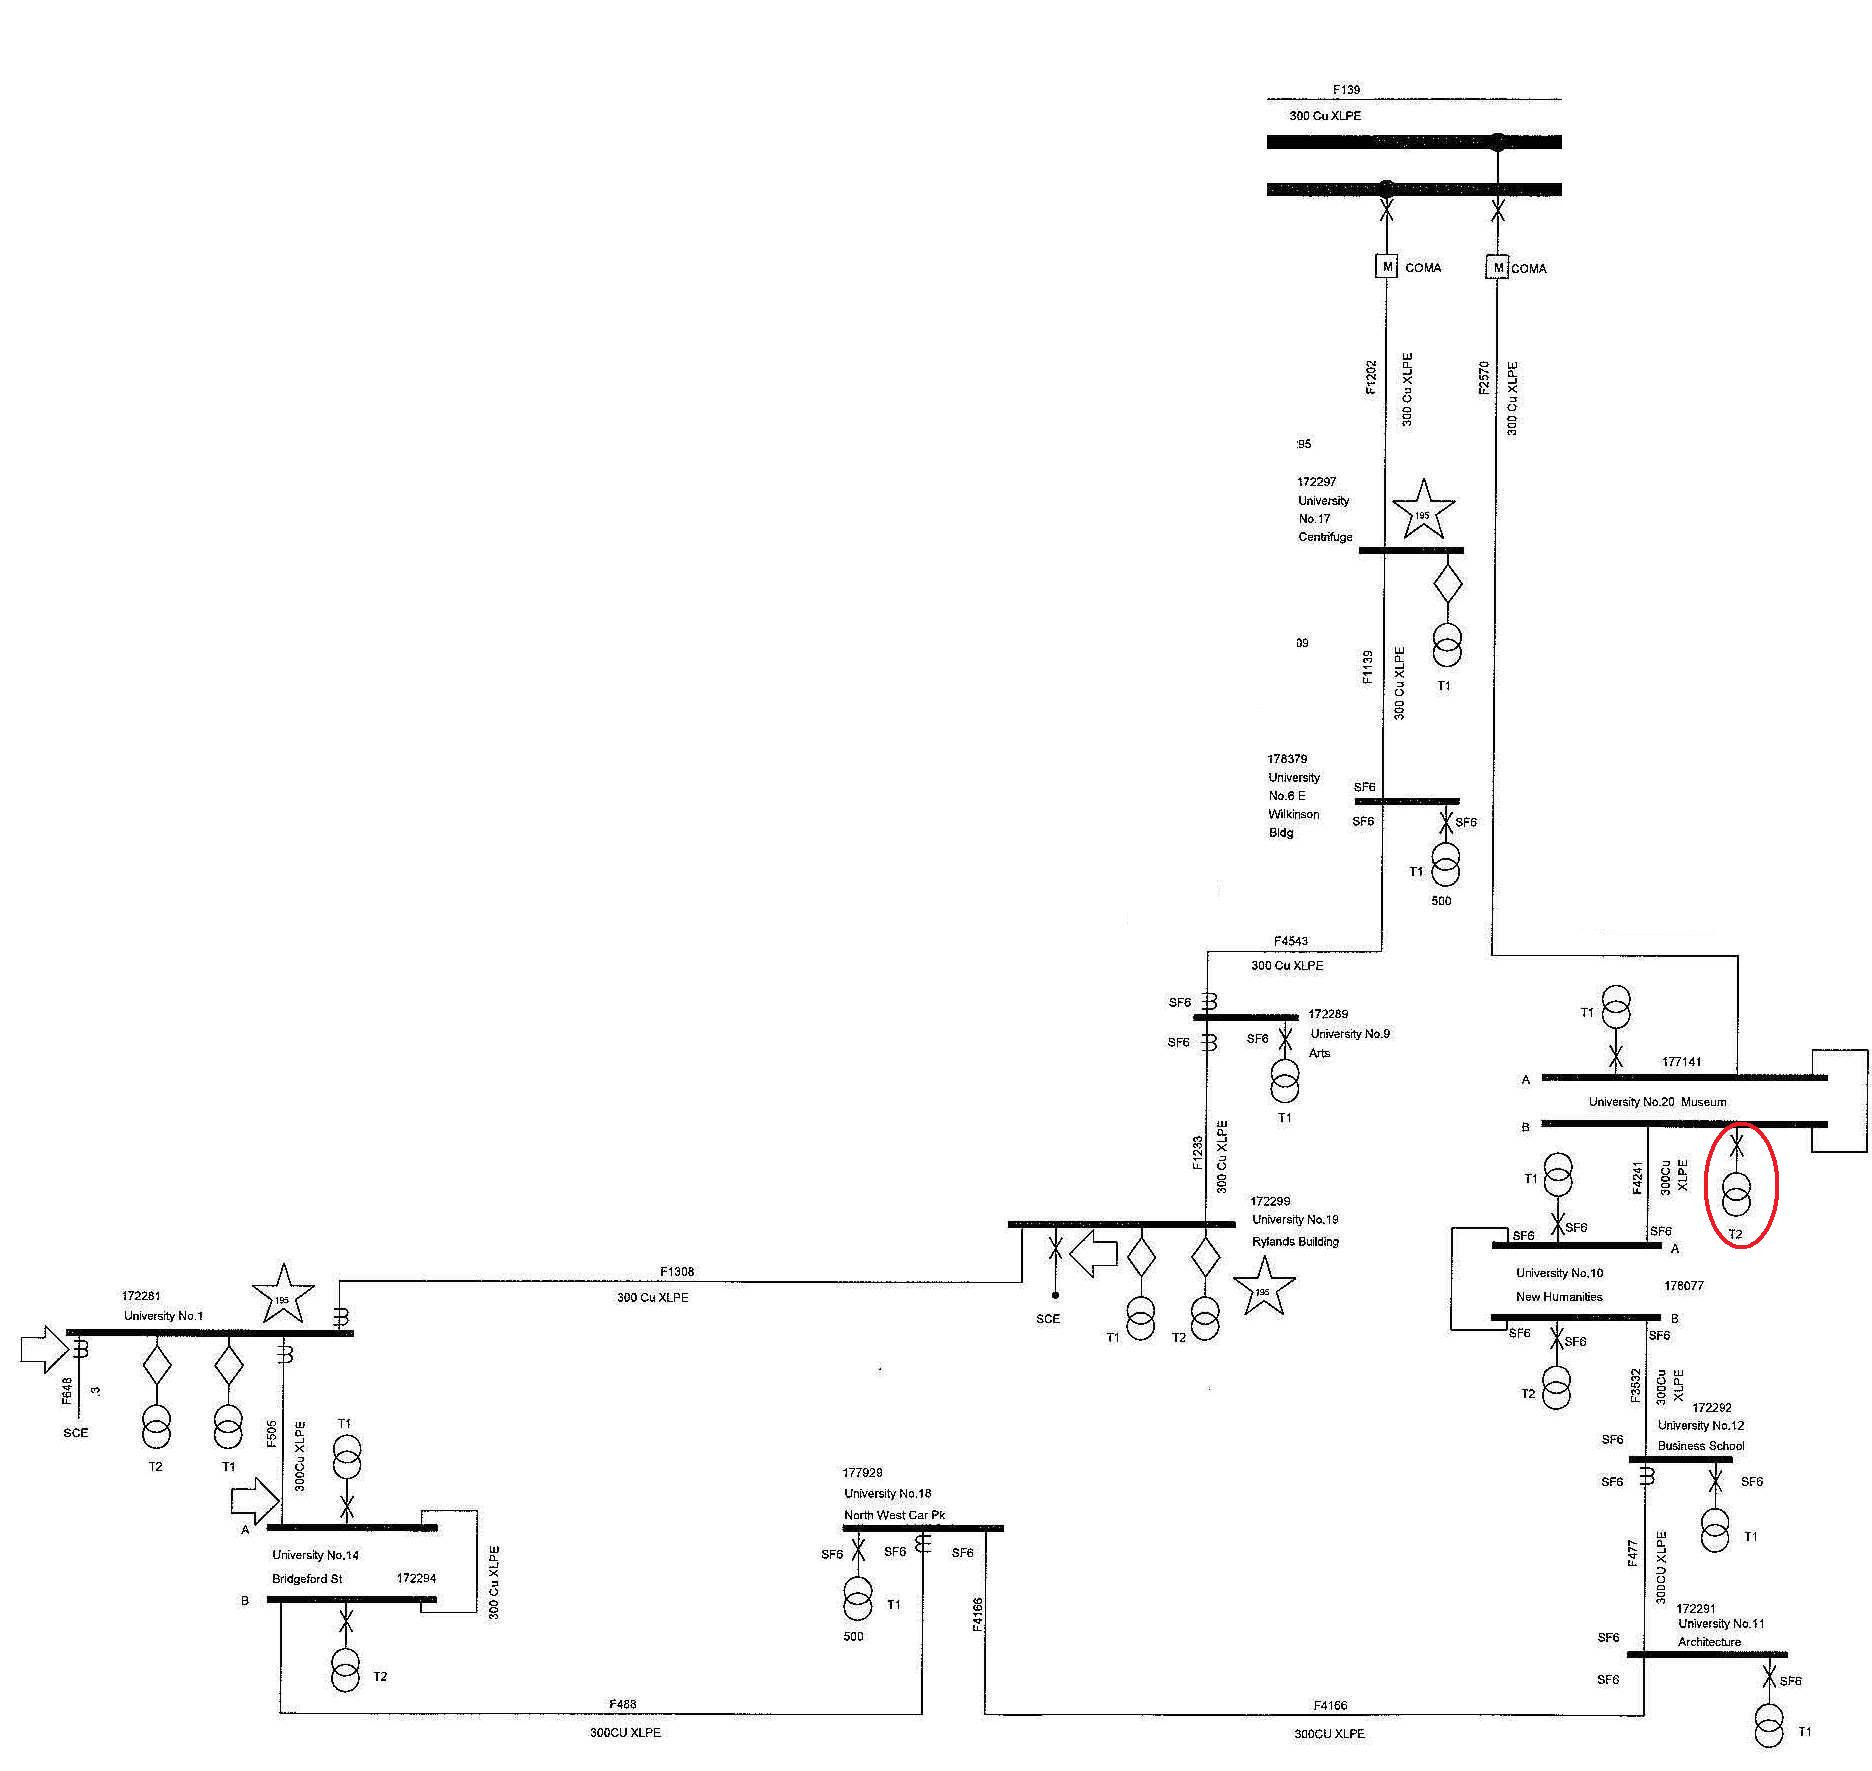 F139
300 Cu XLPE
M COMA
M COMA
F1202
300 Cu XLPE
F2570
300 Cu XLPE
95
172297
University
No.17
Centrifuge
195
T1
09
F1139
300 Cu XLPE
178379
University
No.6 E
Wilkinson
Bldg
SF6
SF6
SF6
T1
500
F4543
300 Cu XLPE
SF6
SF6
SF6
172289
University No.9
Arts
T1
F1233
300 Cu XLPE
T1
177141
A
University No.20 Museum
B
T1
F4241
300Cu
XLPE
T2
SF6
SF6
SF6
A
University No.10
178077
New Humanities
B
SF6
SF6
SF6
T2
F3532
300Cu
XLPE
172299
University No.19
Rylands Building
195
SCE
T1
T2
F1308
300 Cu XLPE
172281
University No.1
195
F648
.3
SCE
T2
T1
F505
300Cu XLPE
T1
A
University No.14
Bridgeford St
172294
B
300 Cu XLPE
T2
177929
University No.18
North West Car Pk
SF6
SF6
SF6
T1
500
F4166
172292
University No.12
Business School
SF6
SF6
SF6
T1
F477
300CU XLPE
172291
University No.11
Architecture
SF6
SF6
SF6
T1
F488
300CU XLPE
F4166
300CU XLPE